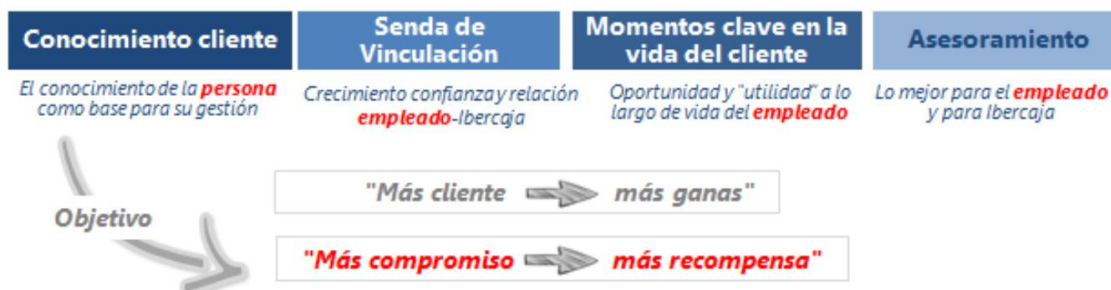 Conocimiento cliente
Senda de
Vinculación
Momentos clave en la
vida del cliente
Asesoramiento
El conocimiento de la persona
como base para su gestión
Crecimiento confianza y relación
empleado-Ibercaja
Oportunidad y "utilidad" a lo
largo de vida del empleado
Lo mejor para el empleado
y para Ibercaja
"Más cliente más ganas"
Objetivo
"Más compromiso más recompensa"